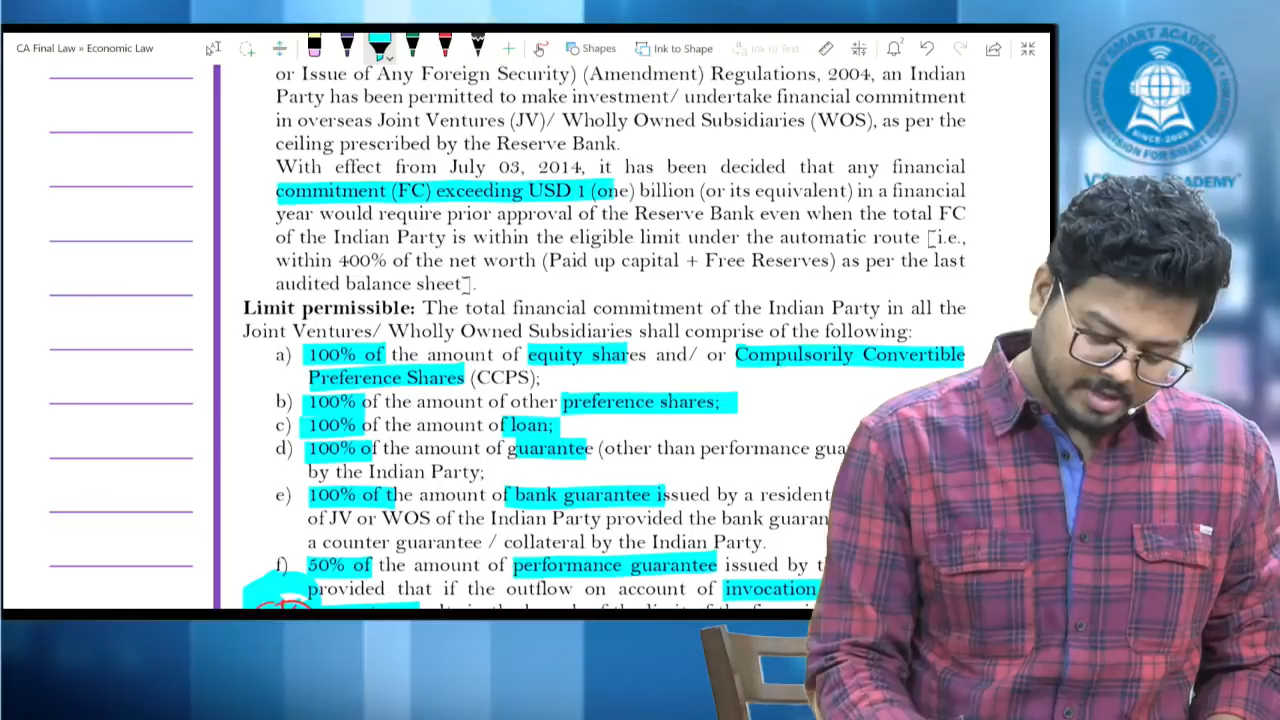 CA Final Law » Economic Law
Shapes
Ink to Shape
Ink to Text
or Issue of Any Foreign Security) (Amendment) Regulations, 2004, an Indian
Party has been permitted to make investment/ undertake financial commitment
in overseas Joint Ventures (JV)/ Wholly Owned Subsidiaries (WOS), as per the
ceiling prescribed by the Reserve Bank.
With effect from July 03, 2014, it has been decided that any financial
commitment (FC) exceeding USD 1 (one) billion (or its equivalent) in a financial
year would require prior approval of the Reserve Bank even when the total FC
of the Indian Party is within the eligible limit under the automatic route [i.e.,
within 400% of the net worth (Paid up capital + Free Reserves) as per the last
audited balance sheet].
Limit permissible: The total financial commitment of the Indian Party in all the
Joint Ventures/ Wholly Owned Subsidiaries shall comprise of the following:
a) 100% of the amount of equity shares and/ or Compulsorily Convertible
Preference Shares (CCPS);
b) 100% of the amount of other preference shares;
c) 100% of the amount of loan;
d) 100% of the amount of guarantee (other than performance gua
by the Indian Party;
e) 100% of the amount of bank guarantee issued by a resident
of JV or WOS of the Indian Party provided the bank guaran
a counter guarantee / collateral by the Indian Party.
f) 50% of the amount of performance guarantee issued by t
provided that if the outflow on account of invocation
V'SMART ACADEMY
SINCE 2005
SMART ACADEMY